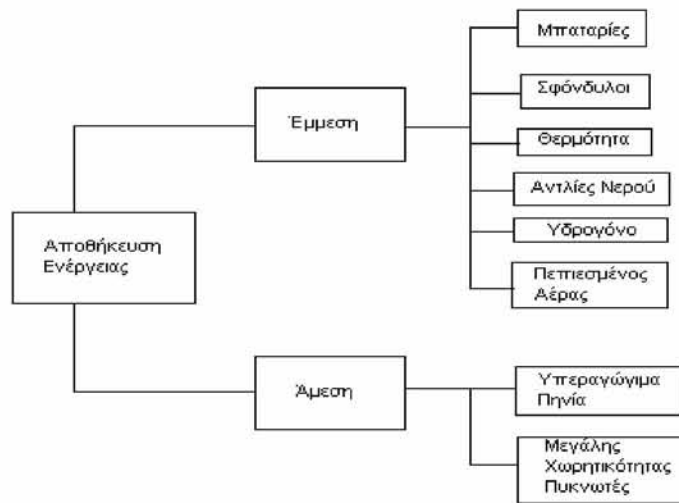 Αποθήκευση
Ενέργειας
Έμμεση
Μπαταρίες
Σφόνδυλοι
Θερμότητα
Αντλίες Νερού
Υδρογόνο
Πεπιεσμένος
Αέρας
Άμεση
Υπεραγώγιμα
Πηνία
Μεγάλης
Χωρητικότητας
Πυκνωτές